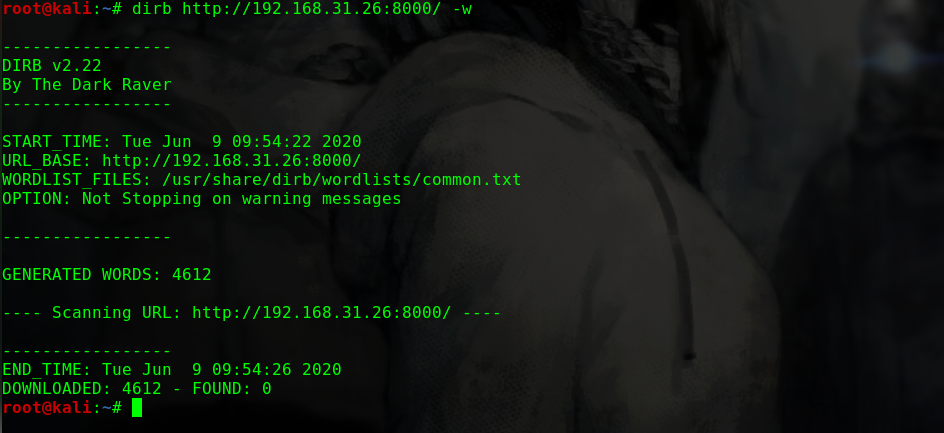 root@kali:~# dirb http://192.168.31.26:8000/ -w
-----------------
DIRB v2.22
By The Dark Raver
-----------------
START_TIME: Tue Jun  9 09:54:22 2020
URL_BASE: http://192.168.31.26:8000/
WORDLIST_FILES: /usr/share/dirb/wordlists/common.txt
OPTION: Not Stopping on warning messages
-----------------
GENERATED WORDS: 4612
---- Scanning URL: http://192.168.31.26:8000/ ----
-----------------
END_TIME: Tue Jun  9 09:54:26 2020
DOWNLOADED: 4612 - FOUND: 0
root@kali:~#